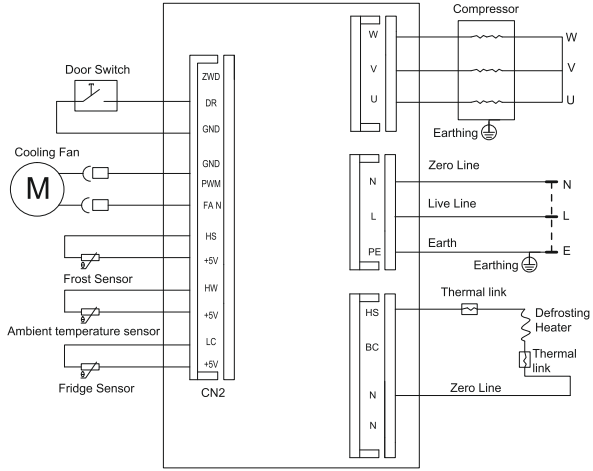 Compressor
W
W
V
V
U
U
Earthing
Door Switch
ZWD
DR
GND
Cooling Fan
M
GND
PWM
FA N
HS
+5V
Frost Sensor
HW
+5V
Ambient temperature sensor
LC
+5V
Fridge Sensor
CN2
Zero Line
N
N
Live Line
L
L
Earth
PE
E
Earthing
Thermal link
HS
Defrosting
Heater
BC
Thermal
link
Zero Line
N
N